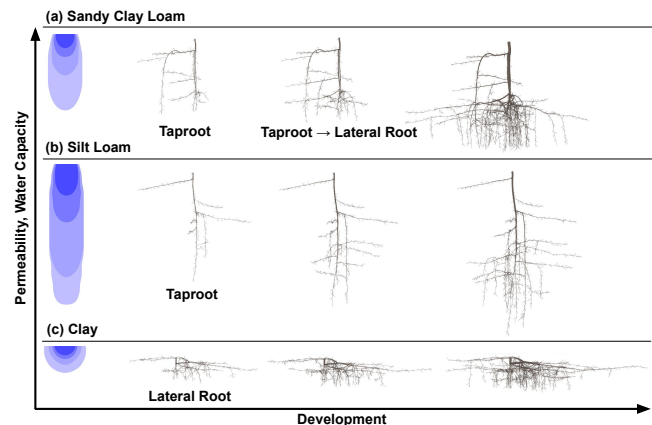 (a) Sandy Clay Loam
Taproot
Taproot → Lateral Root
(b) Silt Loam
Taproot
(c) Clay
Lateral Root
Permeability, Water Capacity
Development